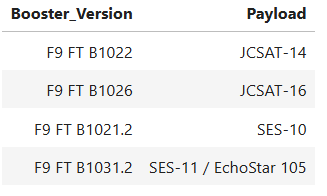 Booster_Version Payload
F9 FT B1022 JCSAT-14
F9 FT B1026 JCSAT-16
F9 FT B1021.2 SES-10
F9 FT B1031.2 SES-11 / EchoStar 105